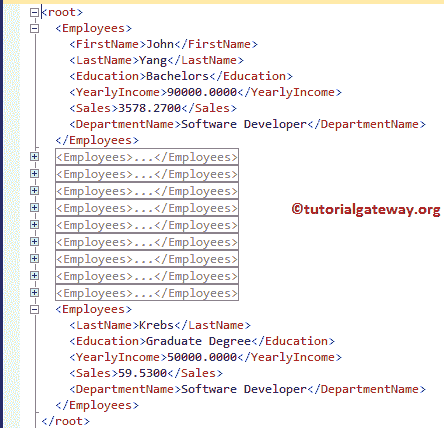 <root>
<Employees>
<FirstName>John</FirstName>
<LastName>Yang</LastName>
<Education>Bachelors</Education>
<YearlyIncome>90000.0000</YearlyIncome>
<Sales>3578.2700</Sales>
<DepartmentName>Software Developer</DepartmentName>
</Employees>
<Employees>...</Employees>
<Employees>...</Employees>
<Employees>...</Employees>
<Employees>...</Employees>
©tutorialgateway.org
<Employees>...</Employees>
<Employees>...</Employees>
<Employees>...</Employees>
<Employees>...</Employees>
<Employees>...</Employees>
<Employees>
<LastName>Krebs</LastName>
<Education>Graduate Degree</Education>
<YearlyIncome>50000.0000</YearlyIncome>
<Sales>59.5300</Sales>
<DepartmentName>Software Developer</DepartmentName>
</Employees>
</root>